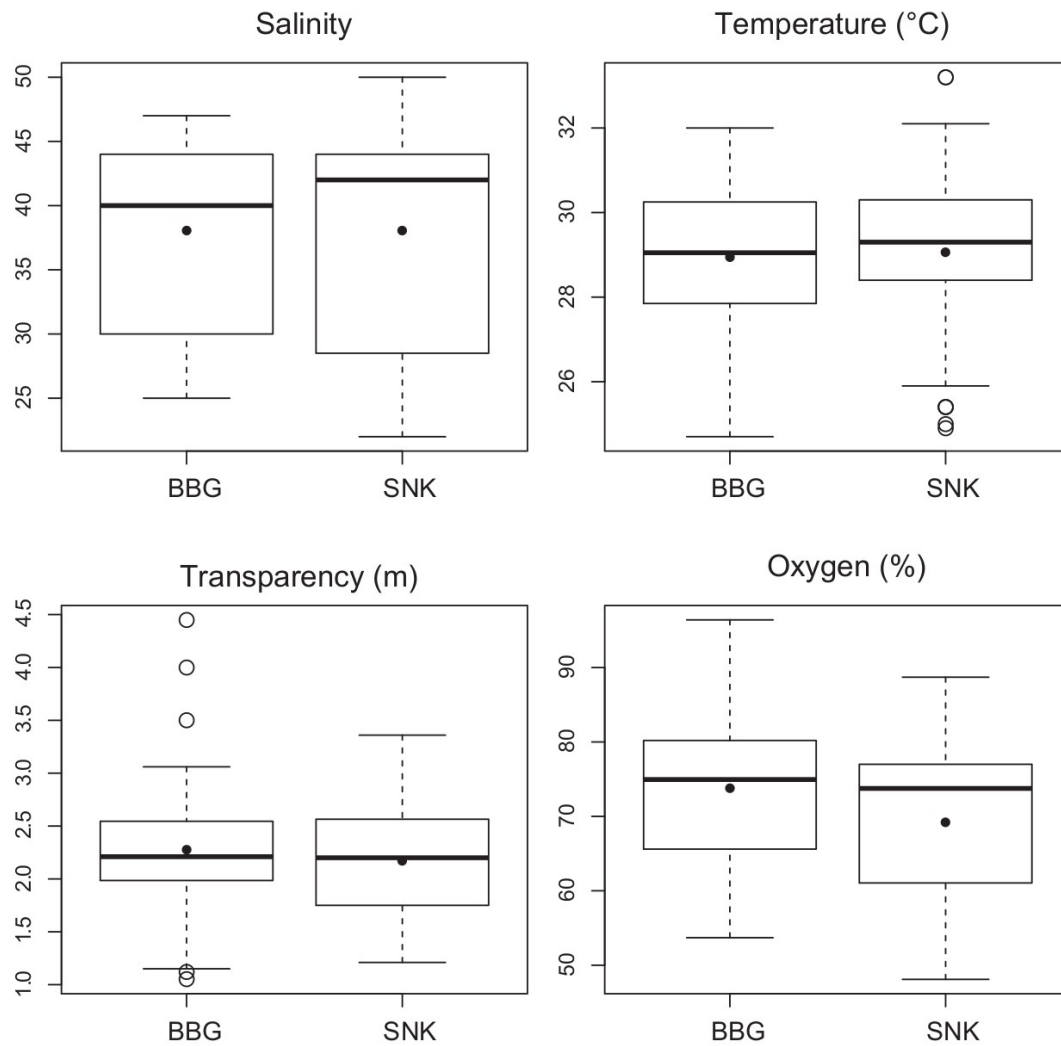 Salinity
50
45
40
35
30
25
BBG SNK
Temperature (°C)
32
30
28
26
BBG SNK
Transparency (m)
4.5
4.0
3.5
3.0
2.5
2.0
1.5
1.0
BBG SNK
Oxygen (%)
90
80
70
60
50
BBG SNK